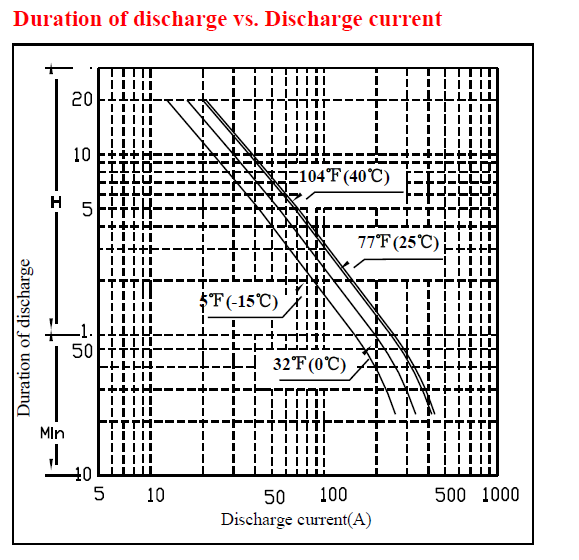 Duration of discharge vs. Discharge current
20
10
104°F(40℃)
H
5
77°F(25℃)
5°F(-15℃)
Duration of discharge
1
50
32°F(0℃)
MIn
10
5 10 50 100 500 1000
Discharge current(A)